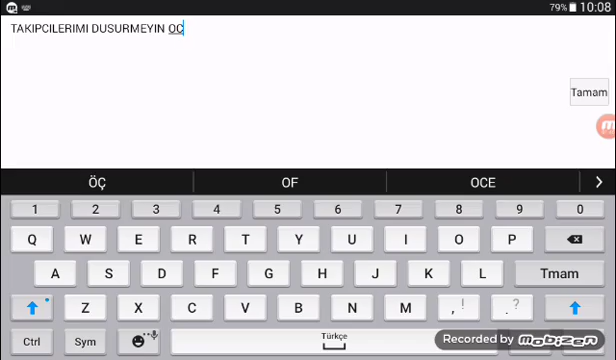 79% 10:08
TAKIPCILERIMI DUSURMEYIN OC
Tamam
ÖÇ OF OCE
1 2 3 4 5 6 7 8 9 0
Q W E R T Y U I O P
A S D F G H J K L Tmam
Z X C V B N M , ! . ?
Ctrl Sym Türkçe
Recorded by mobizen